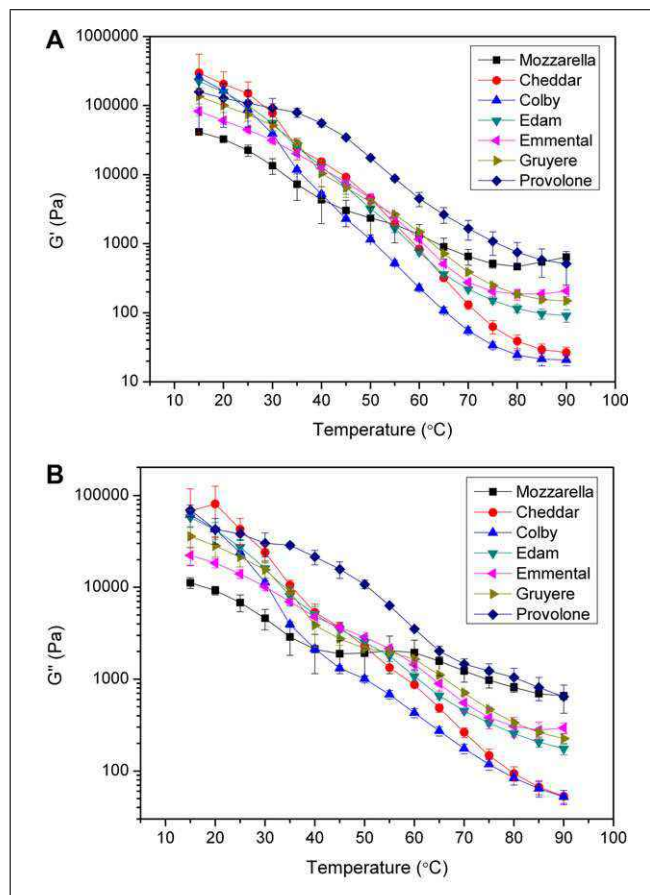 A
1000000
100000
10000
1000
100
10
G' (Pa)
Mozzarella
Cheddar
Colby
Edam
Emmental
Gruyere
Provolone
10 20 30 40 50 60 70 80 90 100
Temperature (°C)
B
100000
10000
1000
100
G" (Pa)
Mozzarella
Cheddar
Colby
Edam
Emmental
Gruyere
Provolone
10 20 30 40 50 60 70 80 90 100
Temperature (°C)